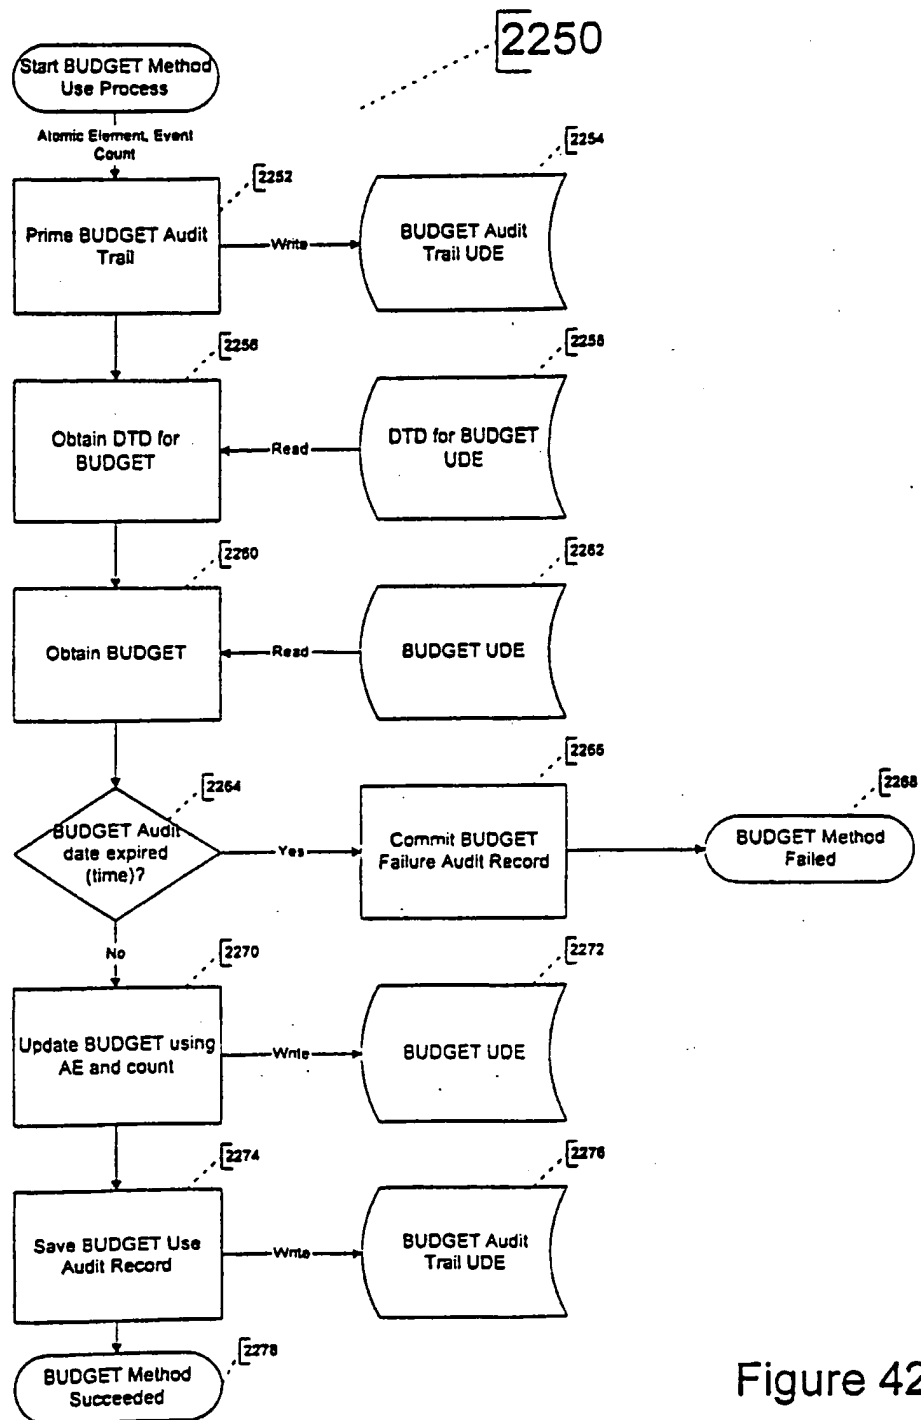 2250
Start BUDGET Method
Use Process
Atomic Element, Event
Count
2252
2254
Prime BUDGET Audit
Trail
Write
BUDGET Audit
Trail UDE
2256
2258
Obtain DTD for
BUDGET
Read
DTD for BUDGET
UDE
2260
2262
Obtain BUDGET
Read
BUDGET UDE
2264
2266
2268
BUDGET Audit
date expired
(time)?
Yes
Commit BUDGET
Failure Audit Record
BUDGET Method
Failed
No
2270
2272
Update BUDGET using
AE and count
Write
BUDGET UDE
2274
2276
Save BUDGET Use
Audit Record
Write
BUDGET Audit
Trail UDE
2278
BUDGET Method
Succeeded
Figure 42